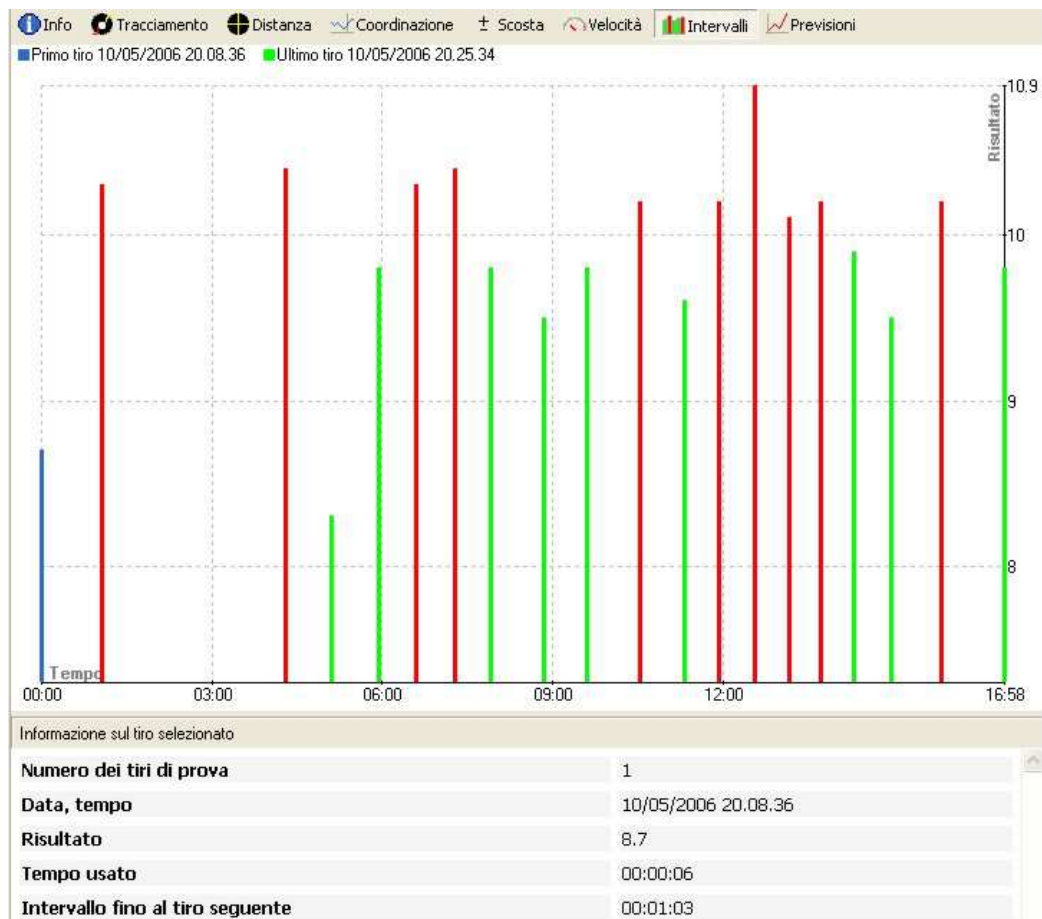 Info Tracciamento Distanza Coordinazione ± Scosta Velocità Intervalli Previsioni
Primo tiro 10/05/2006 20.08.36 Ultimo tiro 10/05/2006 20.25.34
10.9
Risultato
10
9
8
Tempo
00:00 03:00 06:00 09:00 12:00 16:58
Informazione sul tiro selezionato
Numero dei tiri di prova 1
Data, tempo 10/05/2006 20.08.36
Risultato 8.7
Tempo usato 00:00:06
Intervallo fino al tiro seguente 00:01:03